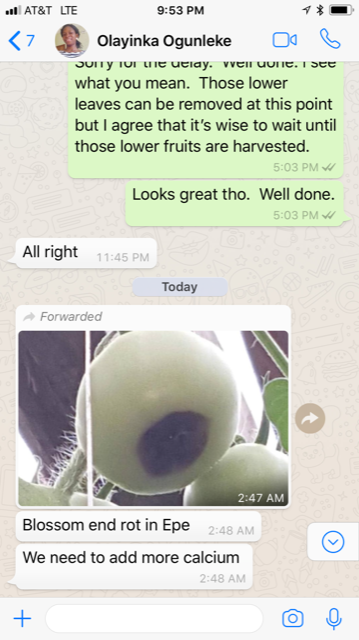 AT&T LTE 9:53 PM
7 Olayinka Ogunleke
Sorry for the delay. Well done. I see
what you mean. Those lower
leaves can be removed at this point
but I agree that it's wise to wait until
those lower fruits are harvested.
5:03 PM
Looks great tho. Well done.
5:03 PM
All right 11:45 PM
Today
Forwarded
2:47 AM
Blossom end rot in Epe 2:48 AM
We need to add more calcium
2:48 AM